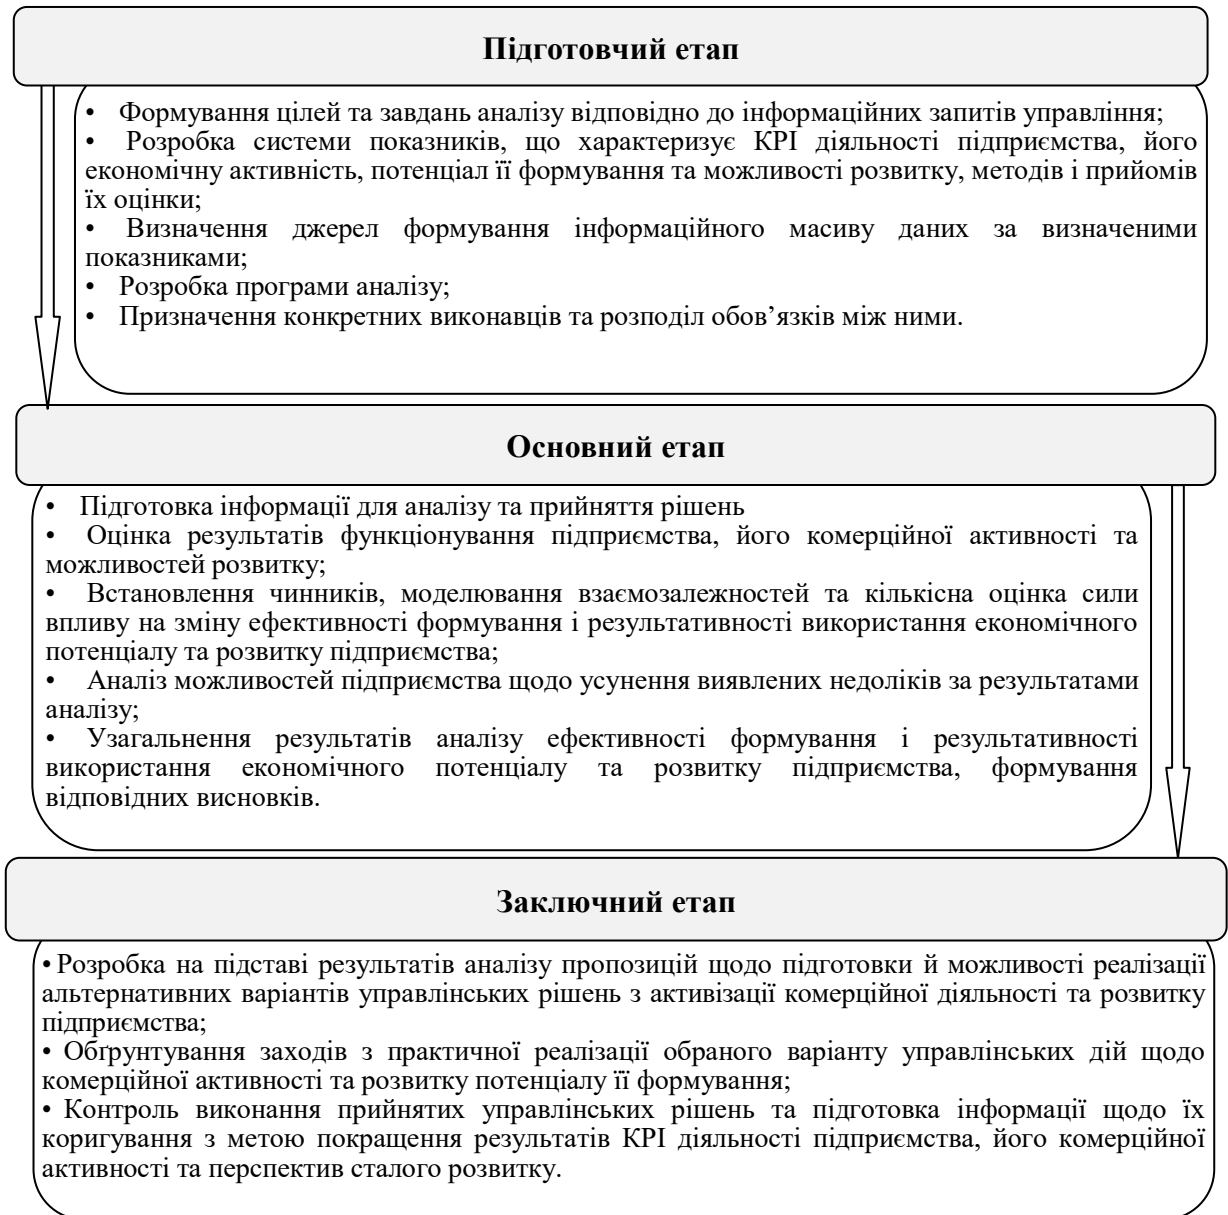 Підготовчий етап
• Формування цілей та завдань аналізу відповідно до інформаційних запитів управління;
• Розробка системи показників, що характеризує КРІ діяльності підприємства, його
економічну активність, потенціал її формування та можливості розвитку, методів і прийомів
їх оцінки;
• Визначення джерел формування інформаційного масиву даних за визначеними
показниками;
• Розробка програми аналізу;
• Призначення конкретних виконавців та розподіл обов’язків між ними.
Основний етап
• Підготовка інформації для аналізу та прийняття рішень
• Оцінка результатів функціонування підприємства, його комерційної активності та
можливостей розвитку;
• Встановлення чинників, моделювання взаємозалежностей та кількісна оцінка сили
впливу на зміну ефективності формування і результативності використання економічного
потенціалу та розвитку підприємства;
• Аналіз можливостей підприємства щодо усунення виявлених недоліків за результатами
аналізу;
• Узагальнення результатів аналізу ефективності формування і результативності
використання економічного потенціалу та розвитку підприємства, формування
відповідних висновків.
Заключний етап
• Розробка на підставі результатів аналізу пропозицій щодо підготовки й можливості реалізації
альтернативних варіантів управлінських рішень з активізації комерційної діяльності та розвитку
підприємства;
• Обґрунтування заходів з практичної реалізації обраного варіанту управлінських дій щодо
комерційної активності та розвитку потенціалу її формування;
• Контроль виконання прийнятих управлінських рішень та підготовка інформації щодо їх
коригування з метою покращення результатів КРІ діяльності підприємства, його комерційної
активності та перспектив сталого розвитку.